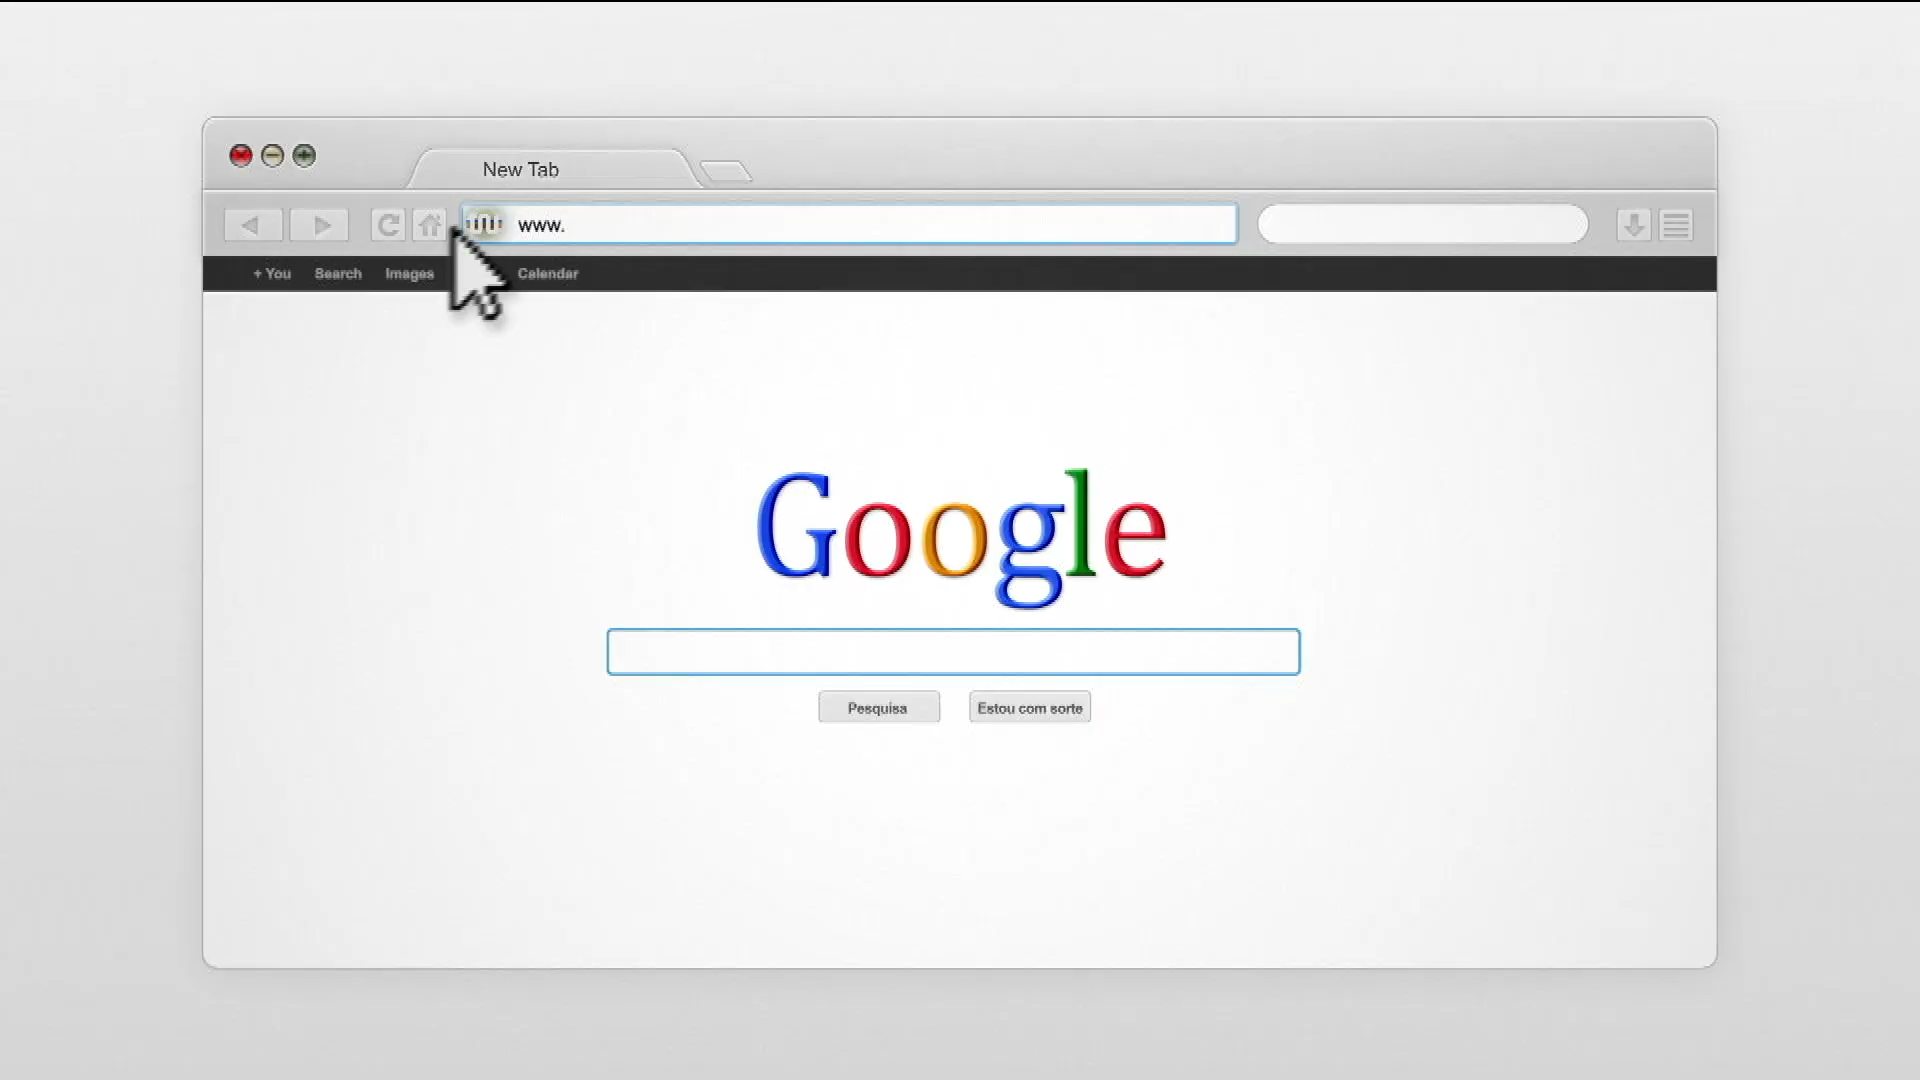 New Tab
www.
+ You Search Images Calendar
Google
Pesquisa Estou com sorte